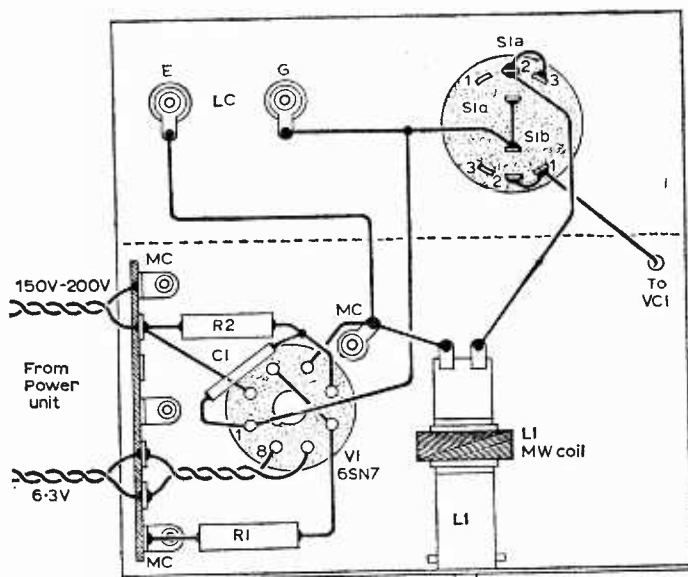 S1a
E
LC
G
1
2
3
S1a
S1b
3
2
1
MC
To
VC1
150V-200V
MC
R2
C1
From
Power
unit
1
8
V1
6SN7
L1
MW coil
6·3V
L1
R1
MC